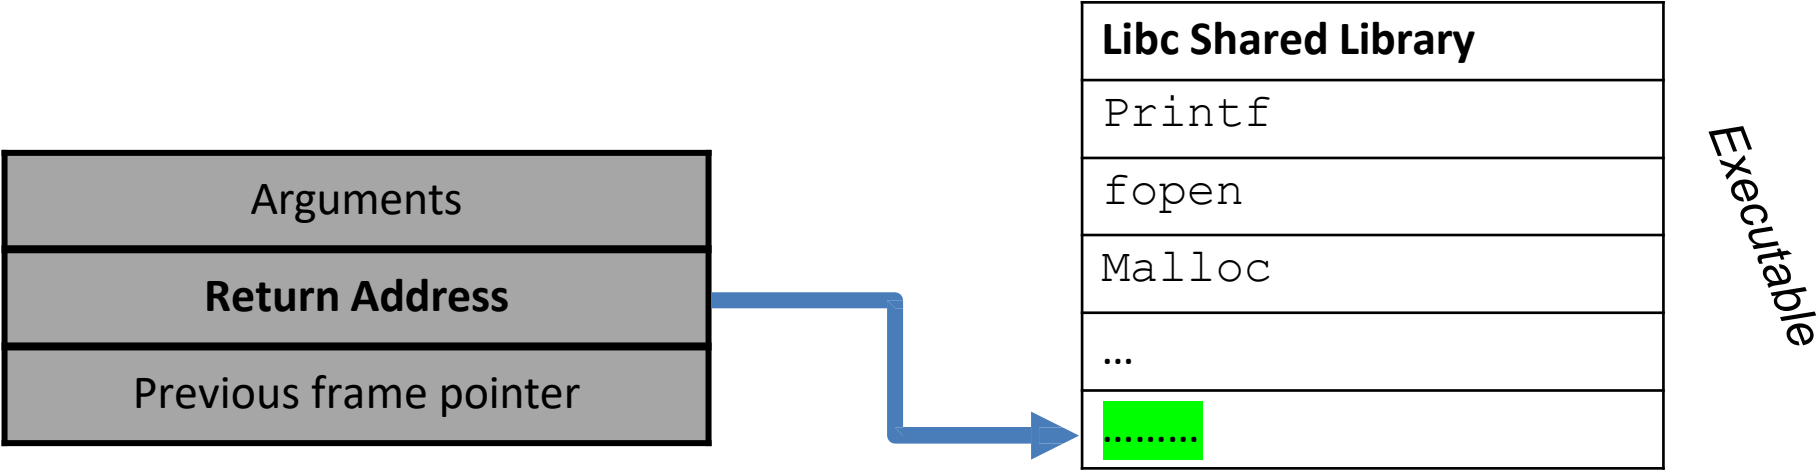 Arguments
Return Address
Previous frame pointer
Libc Shared Library
Printf
fopen
Malloc
...
.........
Executable